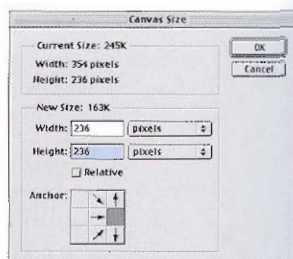 Canvas Size
Current Size: 245K
Width: 354 pixels
Height: 236 pixels
OK
Cancel
New Size: 163K
Width: 236 pixels
Height: 236 pixels
Relative
Anchor: